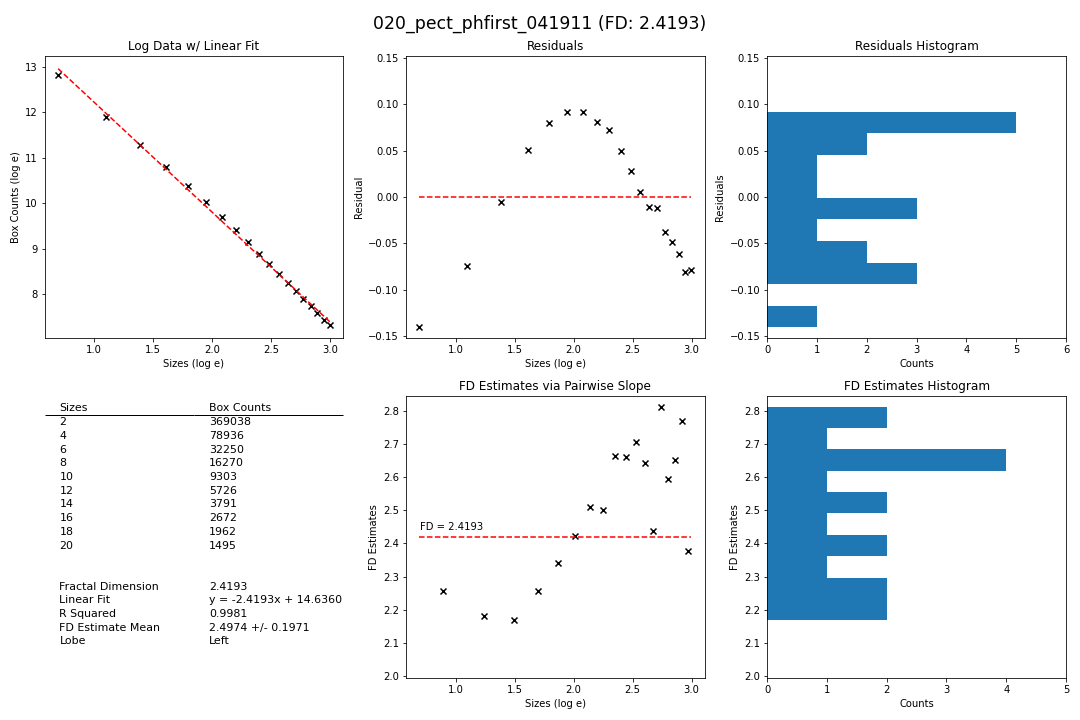 020_pect_phfirst_041911 (FD: 2.4193)
Log Data w/ Linear Fit
13
12
11
10
9
8
Box Counts (log e)
1.0 1.5 2.0 2.5 3.0
Sizes (log e)
Residuals
0.15
0.10
0.05
0.00
−0.05
−0.10
−0.15
Residual
1.0 1.5 2.0 2.5 3.0
Sizes (log e)
Residuals Histogram
0.15
0.10
0.05
0.00
−0.05
−0.10
−0.15
Residuals
0 1 2 3 4 5 6
Counts
Sizes Box Counts
2 369038
4 78936
6 32250
8 16270
10 9303
12 5726
14 3791
16 2672
18 1962
20 1495
Fractal Dimension 2.4193
Linear Fit y = -2.4193x + 14.6360
R Squared 0.9981
FD Estimate Mean 2.4974 +/- 0.1971
Lobe Left
FD Estimates via Pairwise Slope
2.8
2.7
2.6
2.5
2.4
2.3
2.2
2.1
2.0
FD Estimates
FD = 2.4193
1.0 1.5 2.0 2.5 3.0
Sizes (log e)
FD Estimates Histogram
2.8
2.7
2.6
2.5
2.4
2.3
2.2
2.1
2.0
FD Estimates
0 1 2 3 4 5
Counts